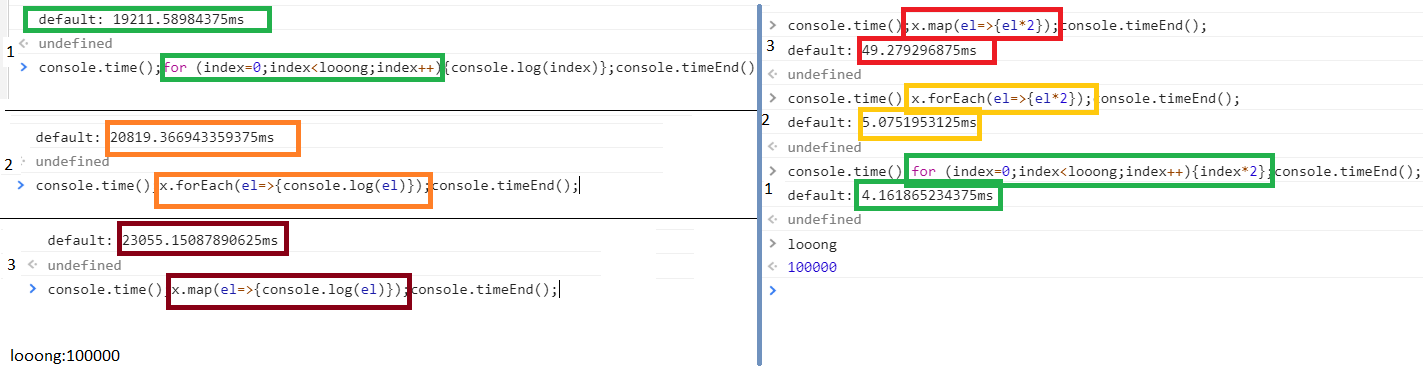 default: 19211.58984375ms
1
undefined
console.time();for (index=0;index<looong;index++){console.log(index)};console.timeEnd()
default: 20819.366943359375ms
2
undefined
console.time();x.forEach(el=>{console.log(el)});console.timeEnd();
default: 23055.15087890625ms
3
undefined
console.time();x.map(el=>{console.log(el)});console.timeEnd();
looong:100000
console.time();x.map(el=>{el*2});console.timeEnd();
3
default: 49.279296875ms
undefined
console.time();x.forEach(el=>{el*2});console.timeEnd();
2
default: 5.0751953125ms
undefined
console.time();for (index=0;index<looong;index++){index*2};console.timeEnd();
1
default: 4.161865234375ms
undefined
looong
100000